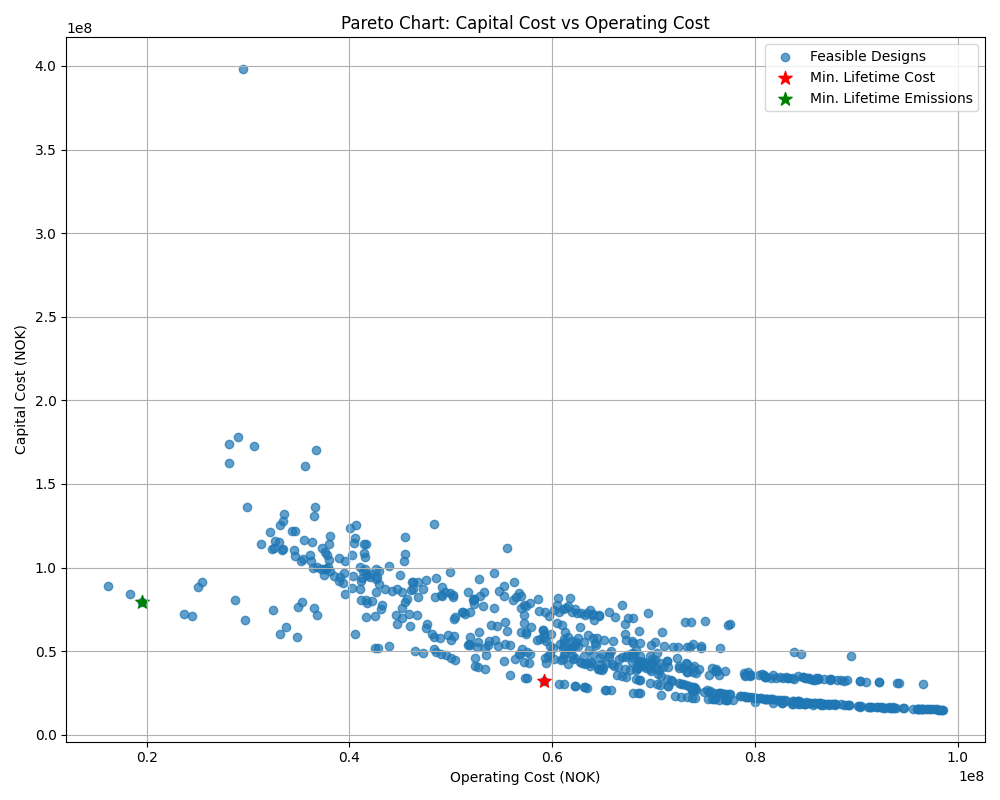 Pareto Chart: Capital Cost vs Operating Cost
1e8
4.0
3.5
3.0
2.5
2.0
1.5
1.0
0.5
0.0
Capital Cost (NOK)
Feasible Designs
Min. Lifetime Cost
Min. Lifetime Emissions
0.2
0.4
0.6
0.8
1.0
1e8
Operating Cost (NOK)